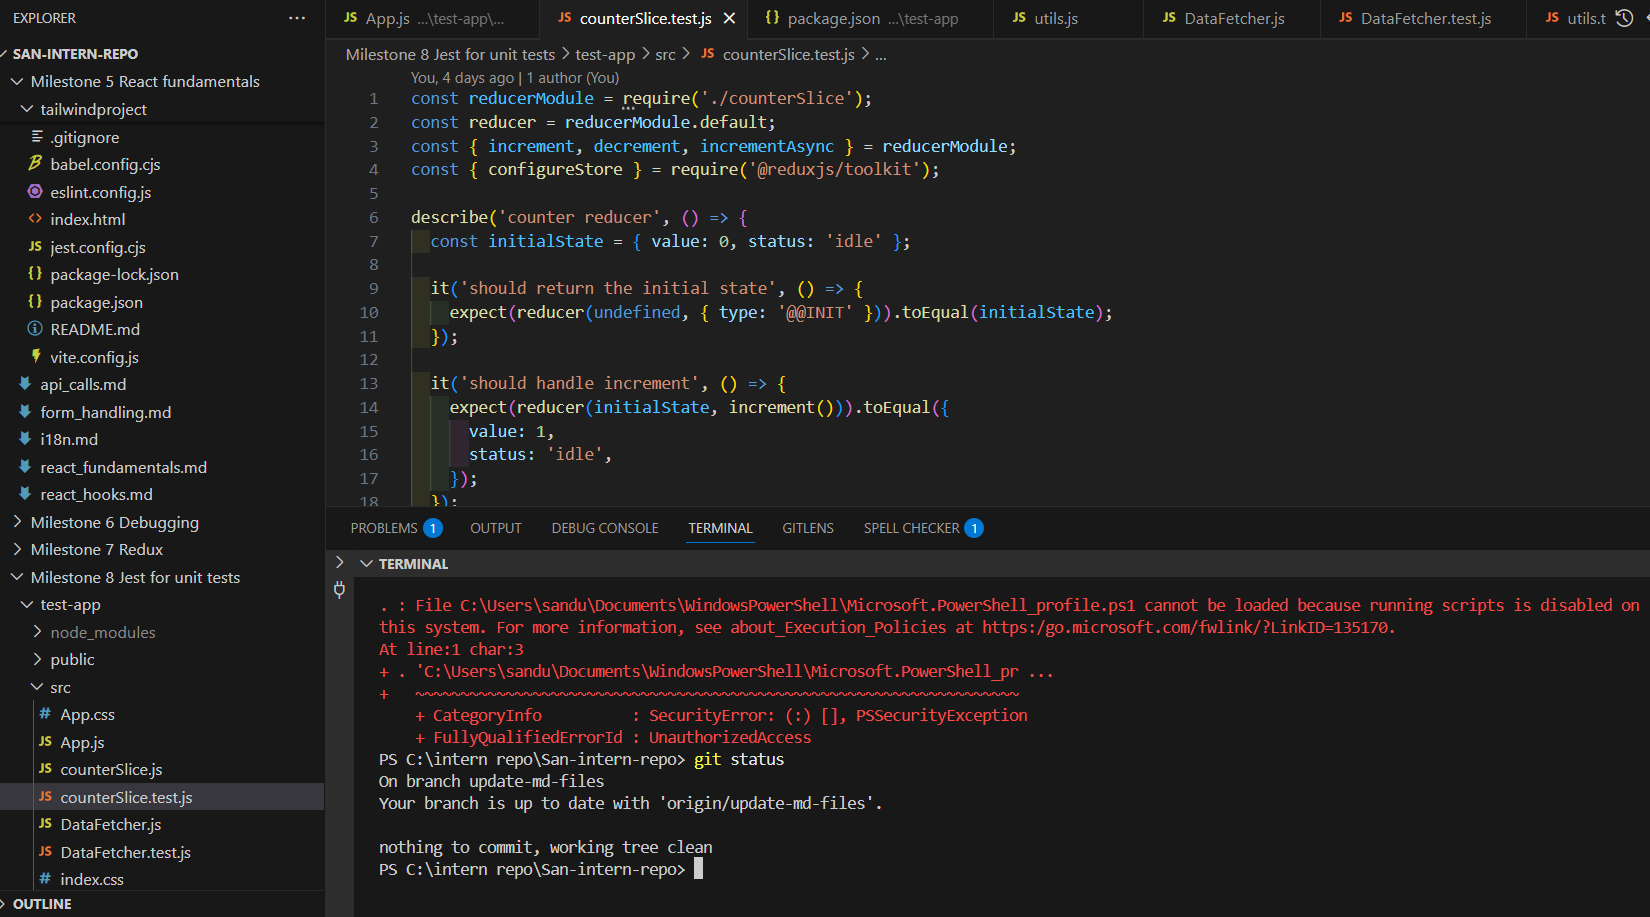 EXPLORER
SAN-INTERN-REPO
Milestone 5 React fundamentals
tailwindproject
.gitignore
babel.config.cjs
eslint.config.js
index.html
jest.config.cjs
package-lock.json
package.json
README.md
vite.config.js
api_calls.md
form_handling.md
i18n.md
react_fundamentals.md
react_hooks.md
Milestone 6 Debugging
Milestone 7 Redux
Milestone 8 Jest for unit tests
test-app
node_modules
public
src
App.css
App.js
counterSlice.js
counterSlice.test.js
DataFetcher.js
DataFetcher.test.js
index.css
OUTLINE
JS App.js ...\test-app\... JS counterSlice.test.js {} package.json ...\test-app JS utils.js JS DataFetcher.js JS DataFetcher.test.js JS utils.t
Milestone 8 Jest for unit tests > test-app > src > JS counterSlice.test.js > ...
You, 4 days ago | 1 author (You)
1 const reducerModule = require('./counterSlice');
2 const reducer = reducerModule.default;
3 const { increment, decrement, incrementAsync } = reducerModule;
4 const { configureStore } = require('@reduxjs/toolkit');
5
6 describe('counter reducer', () => {
7 const initialState = { value: 0, status: 'idle' };
8
9 it('should return the initial state', () => {
10 expect(reducer(undefined, { type: '@@INIT' })).toEqual(initialState);
11 });
12
13 it('should handle increment', () => {
14 expect(reducer(initialState, increment())).toEqual({
15 value: 1,
16 status: 'idle',
17 });
18 });
PROBLEMS 1 OUTPUT DEBUG CONSOLE TERMINAL GITLENS SPELL CHECKER 1
TERMINAL
. : File C:\Users\sandu\Documents\WindowsPowerShell\Microsoft.PowerShell_profile.ps1 cannot be loaded because running scripts is disabled on
this system. For more information, see about_Execution_Policies at https:/go.microsoft.com/fwlink/?LinkID=135170.
At line:1 char:3
+ . 'C:\Users\sandu\Documents\WindowsPowerShell\Microsoft.PowerShell_pr ...
+   ~~~~~~~~~~~~~~~~~~~~~~~~~~~~~~~~~~~~~~~~~~~~~~~~~~~~~~~~~~~~~~~~~~~
+ CategoryInfo : SecurityError: (:) [], PSSecurityException
+ FullyQualifiedErrorId : UnauthorizedAccess
PS C:\intern repo\San-intern-repo> git status
On branch update-md-files
Your branch is up to date with 'origin/update-md-files'.
nothing to commit, working tree clean
PS C:\intern repo\San-intern-repo>